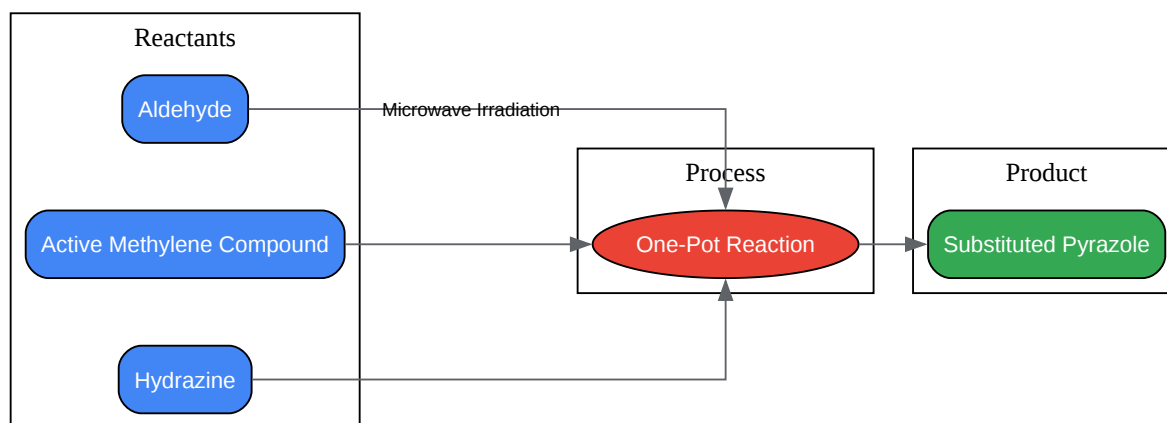 Reactants
Aldehyde
Microwave Irradiation
Process
Product
Active Methylene Compound
One-Pot Reaction
Substituted Pyrazole
Hydrazine